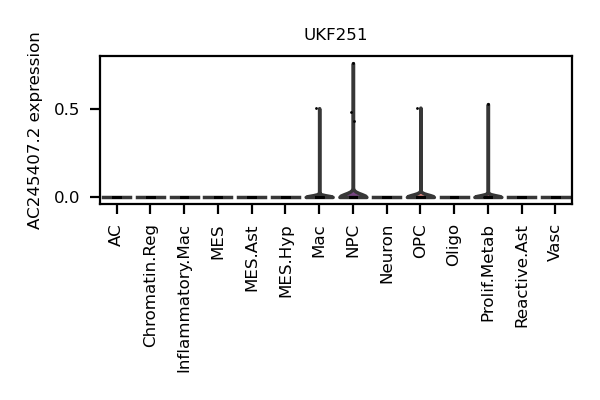 UKF251
AC245407.2 expression
0.5
0.0
AC
Chromatin.Reg
Inflammatory.Mac
MES
MES.Ast
MES.Hyp
Mac
NPC
Neuron
OPC
Oligo
Prolif.Metab
Reactive.Ast
Vasc